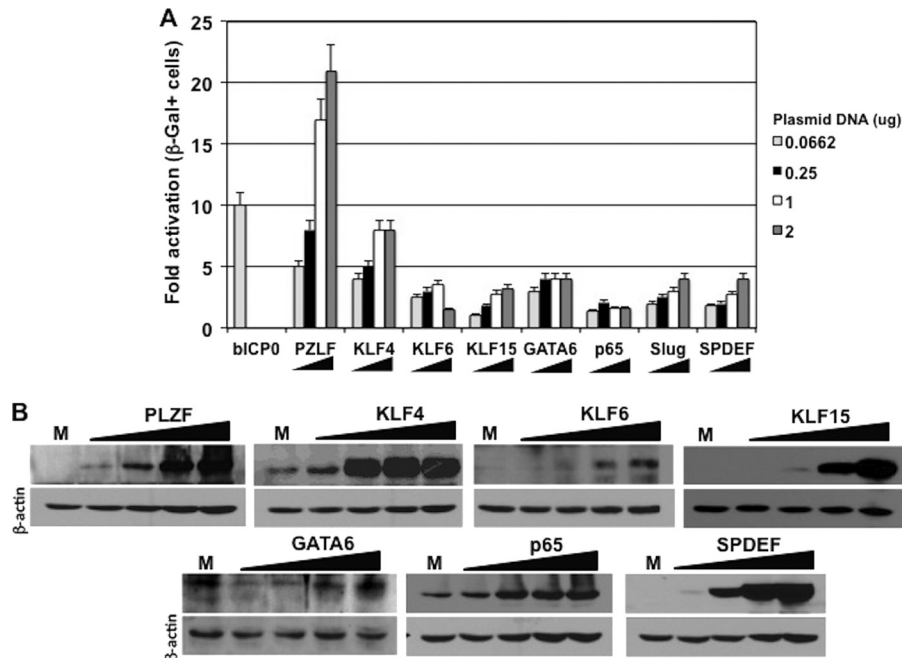 A
Fold activation (β-Gal+ cells)
25
20
15
10
5
0
bICP0 PZLF KLF4 KLF6 KLF15 GATA6 p65 Slug SPDEF
Plasmid DNA (ug)
0.0662
0.25
1
2
B
M PLZF
M KLF4
M KLF6
M KLF15
β-actin
M GATA6
M p65
M SPDEF
β-actin